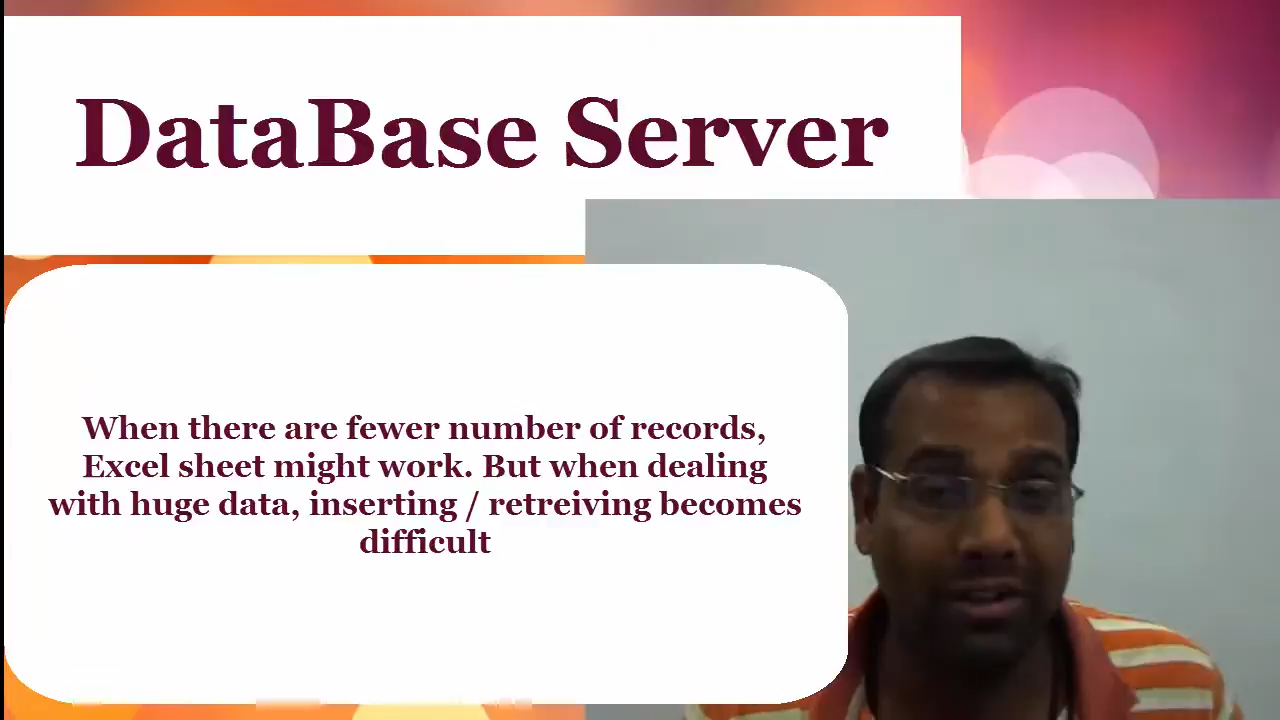 DataBase Server
When there are fewer number of records,
Excel sheet might work. But when dealing
with huge data, inserting / retreiving becomes
difficult